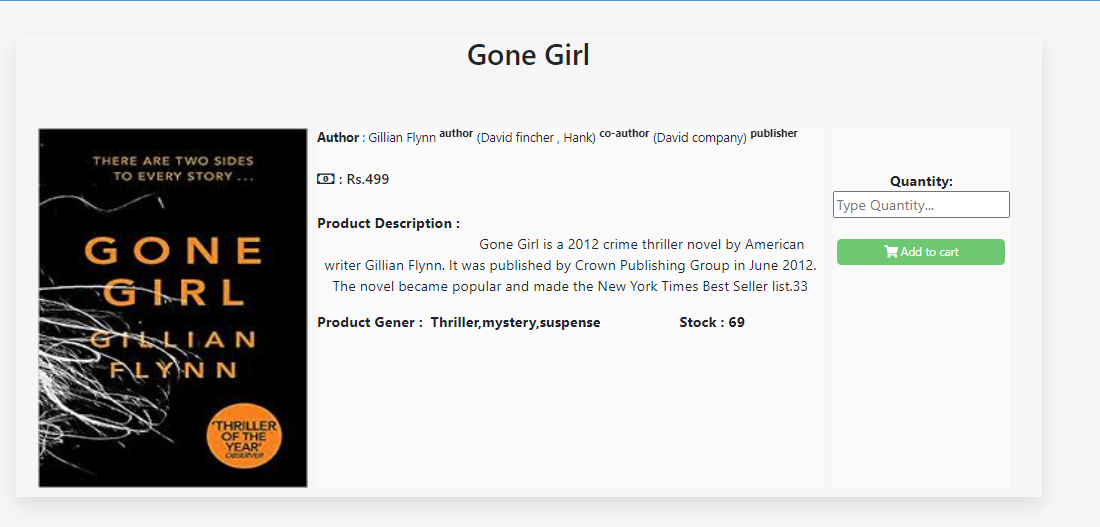 Gone Girl
THERE ARE TWO SIDES
TO EVERY STORY ...
GONE
GIRL
GILLIAN
FLYNN
'THRILLER
OF THE
YEAR'
OBSERVER
Author : Gillian Flynn author (David fincher , Hank) co-author (David company) publisher
: Rs.499
Product Description :
Gone Girl is a 2012 crime thriller novel by American
writer Gillian Flynn. It was published by Crown Publishing Group in June 2012.
The novel became popular and made the New York Times Best Seller list.33
Product Gener : Thriller,mystery,suspense Stock : 69
Quantity:
Type Quantity...
Add to cart